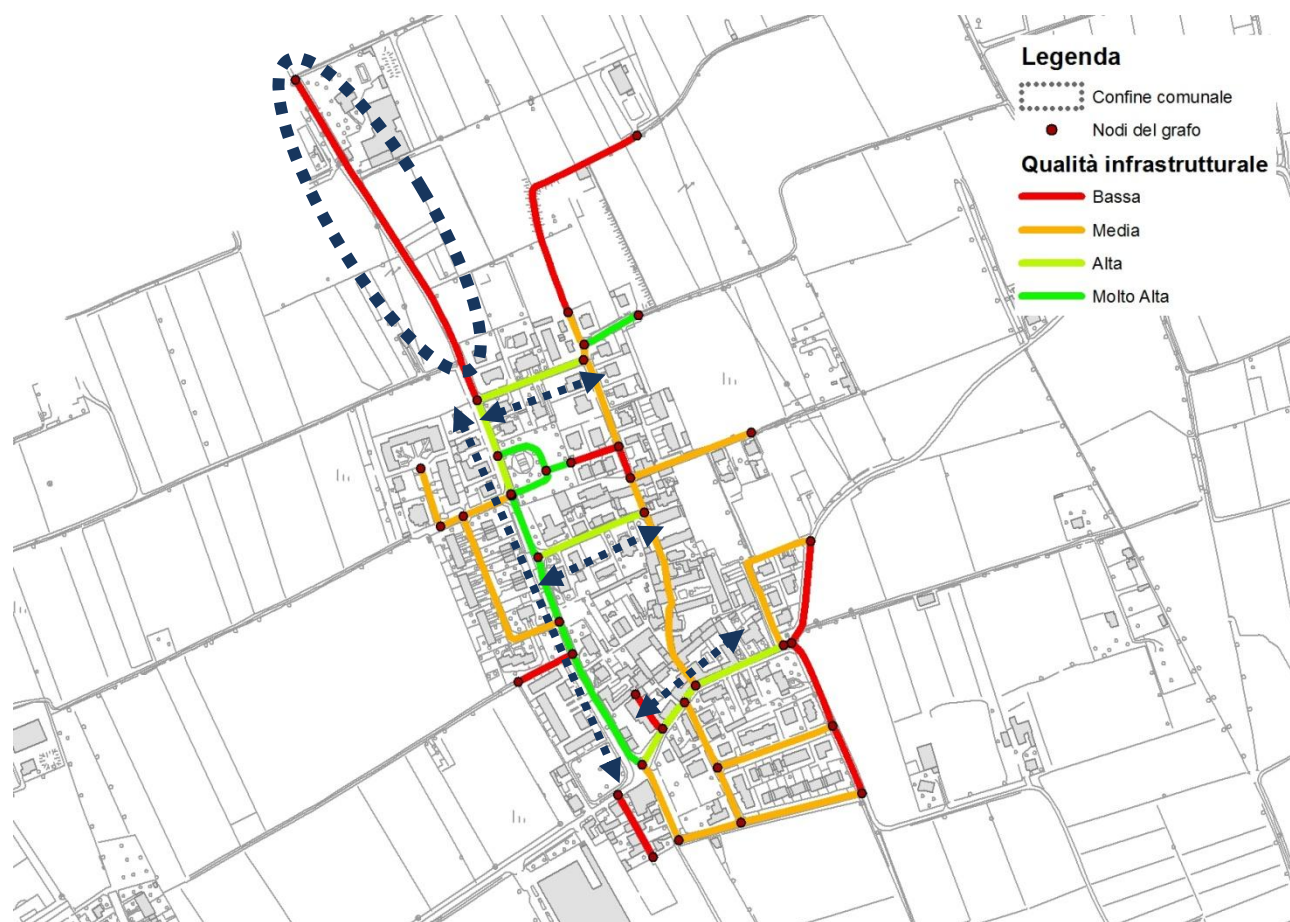 Legenda
Confine comunale
Nodi del grafo
Qualità infrastrutturale
Bassa
Media
Alta
Molto Alta